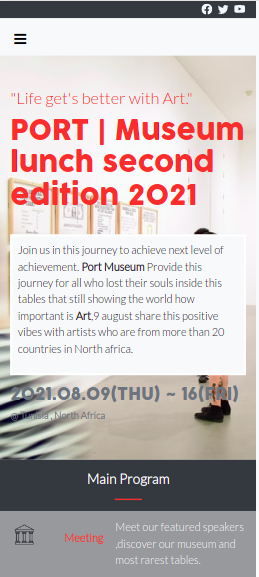 "Life get's better with Art."
PORT | Museum
lunch second
edition 2021
Join us in this journey to achieve next level of
achievement. Port Museum Provide this
journey for all who lost their souls inside this
tables that still showing the world how
important is Art,9 august share this positive
vibes with artists who are from more than 20
countries in North africa.
2021.08.09(THU) ~ 16(FRI)
@ Tunisia , North Africa
Main Program
Meeting
Meet our featured speakers
,discover our museum and
most rarest tables.